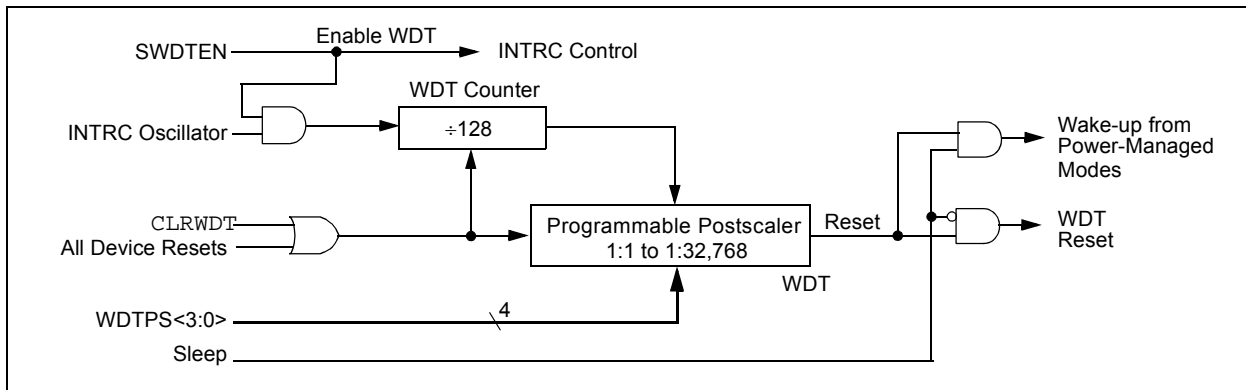 Enable WDT
SWDTEN
INTRC Control
WDT Counter
INTRC Oscillator
÷128
Wake-up from
Power-Managed
Modes
CLRWDT
All Device Resets
Programmable Postscaler
1:1 to 1:32,768
Reset
WDT
Reset
WDT
4
WDTPS<3:0>
Sleep